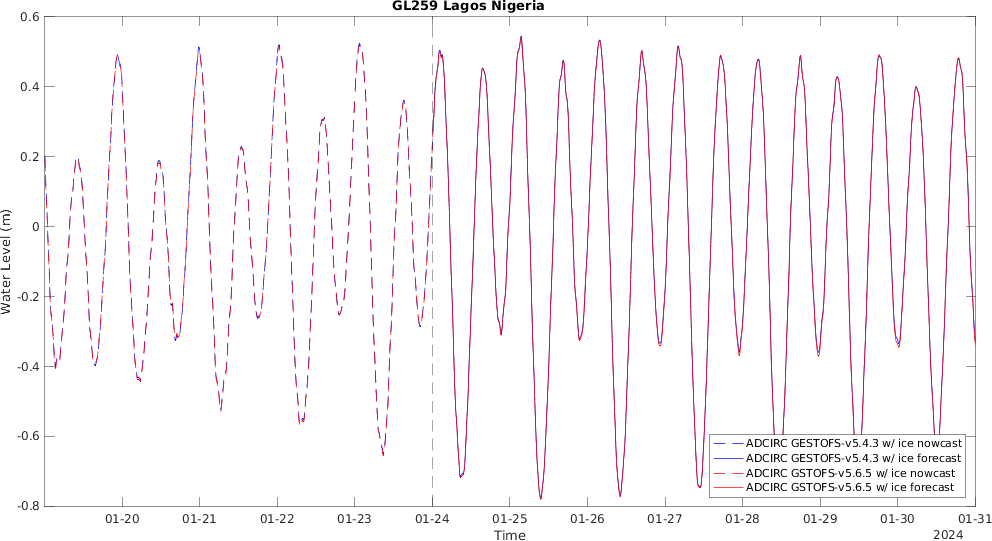 GL259 Lagos Nigeria
Water Level (m)
0.6
0.4
0.2
0
-0.2
-0.4
-0.6
-0.8
ADCIRC GESTOFS-v5.4.3 w/ ice nowcast
ADCIRC GESTOFS-v5.4.3 w/ ice forecast
ADCIRC GSTOFS-v5.6.5 w/ ice nowcast
ADCIRC GSTOFS-v5.6.5 w/ ice forecast
01-20 01-21 01-22 01-23 01-24 01-25 01-26 01-27 01-28 01-29 01-30 01-31
Time
2024